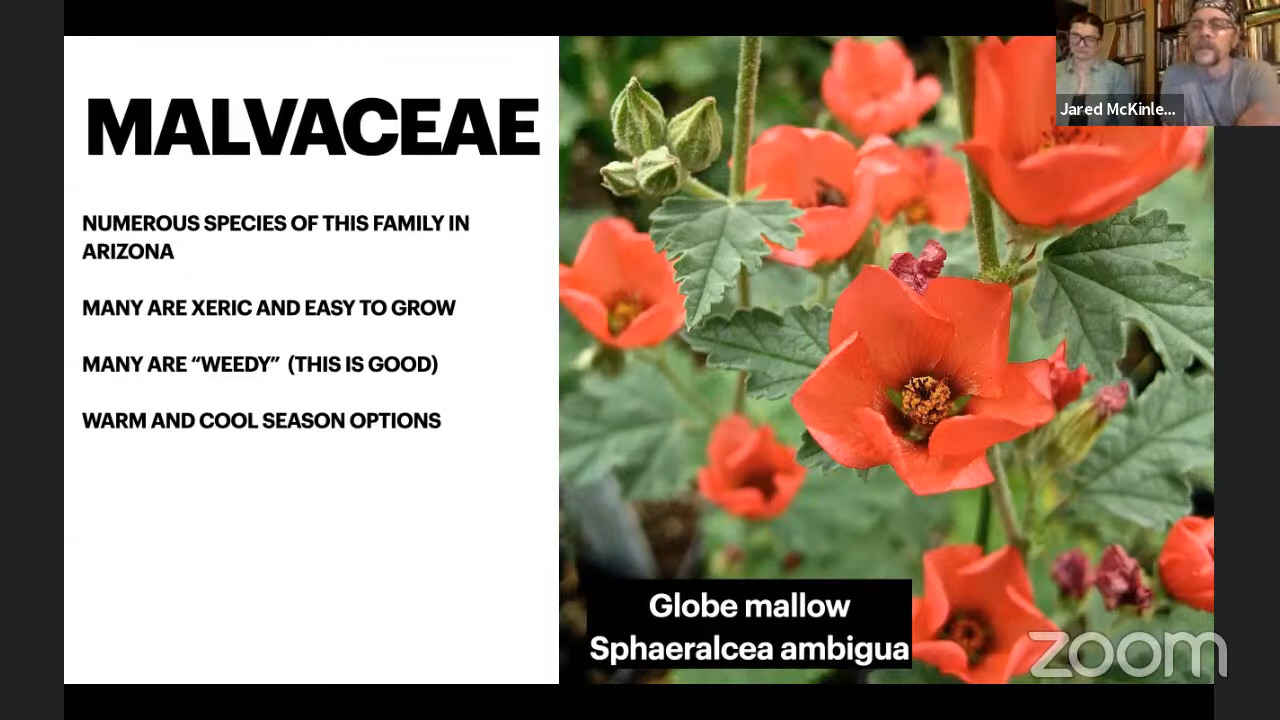 MALVACEAE
NUMEROUS SPECIES OF THIS FAMILY IN
ARIZONA
MANY ARE XERIC AND EASY TO GROW
MANY ARE “WEEDY” (THIS IS GOOD)
WARM AND COOL SEASON OPTIONS
Jared McKinle...
Globe mallow
Sphaeralcea ambigua
zoom